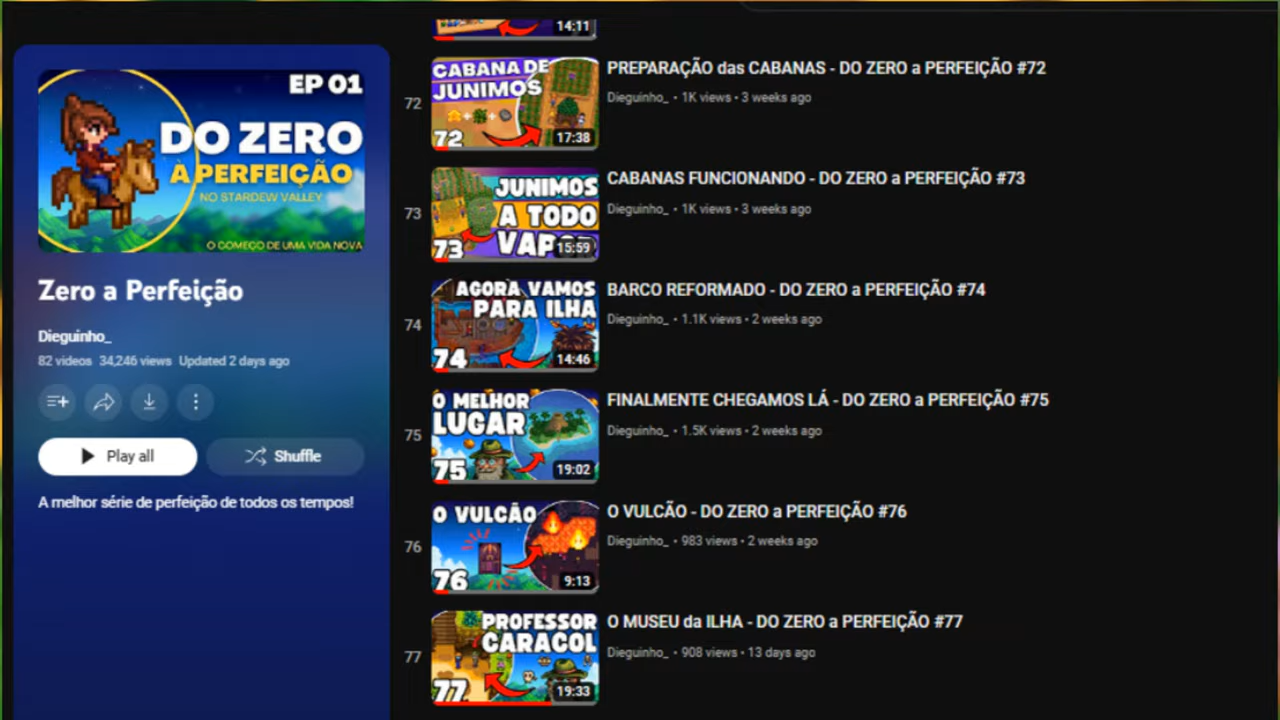 EP 01
DO ZERO
À PERFEIÇÃO
NO STARDEW VALLEY
O COMEÇO DE UMA VIDA NOVA
Zero a Perfeição
Dieguinho_
82 videos 34,246 views Updated 2 days ago
Play all
Shuffle
A melhor série de perfeição de todos os tempos!
14:11
72
CABANA DE
JUNIMOS
72
17:38
PREPARAÇÃO das CABANAS - DO ZERO a PERFEIÇÃO #72
Dieguinho_ • 1K views • 3 weeks ago
73
JUNIMOS
A TODO
VAPOR
73
15:59
CABANAS FUNCIONANDO - DO ZERO a PERFEIÇÃO #73
Dieguinho_ • 1K views • 3 weeks ago
74
AGORA VAMOS
PARA ILHA
74
14:46
BARCO REFORMADO - DO ZERO a PERFEIÇÃO #74
Dieguinho_ • 1.1K views • 2 weeks ago
75
O MELHOR
LUGAR
75
19:02
FINALMENTE CHEGAMOS LÁ - DO ZERO a PERFEIÇÃO #75
Dieguinho_ • 1.5K views • 2 weeks ago
76
O VULCÃO
76
9:13
O VULCÃO - DO ZERO a PERFEIÇÃO #76
Dieguinho_ • 983 views • 2 weeks ago
77
PROFESSOR
CARACOL
77
19:33
O MUSEU da ILHA - DO ZERO a PERFEIÇÃO #77
Dieguinho_ • 908 views • 13 days ago